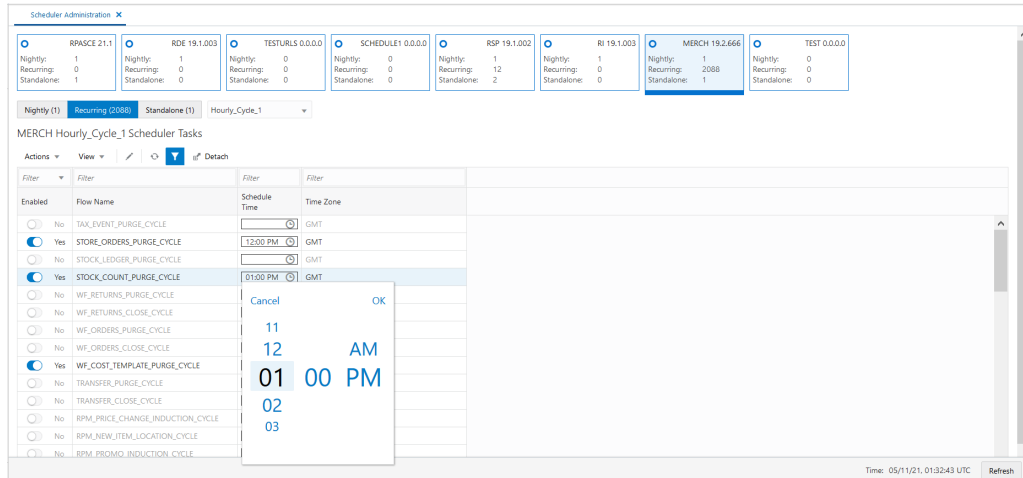 Scheduler Administration ×
RPASCE 21.1
Nightly: 1
Recurring: 0
Standalone: 1
RDE 19.1.003
Nightly: 1
Recurring: 0
Standalone: 0
TESTURLS 0.0.0.0
Nightly: 0
Recurring: 0
Standalone: 0
SCHEDULE1 0.0.0.0
Nightly: 0
Recurring: 0
Standalone: 0
RSP 19.1.002
Nightly: 1
Recurring: 12
Standalone: 2
RI 19.1.003
Nightly: 1
Recurring: 0
Standalone: 0
MERCH 19.2.666
Nightly: 1
Recurring: 2088
Standalone: 1
TEST 0.0.0.0
Nightly: 0
Recurring: 0
Standalone: 0
Nightly (1) Recurring (2088) Standalone (1) Hourly_Cycle_1
MERCH Hourly_Cycle_1 Scheduler Tasks
Actions View Detach
Filter Filter Filter Filter
Enabled Flow Name Schedule Time Time Zone
No TAX_EVENT_PURGE_CYCLE GMT
Yes STORE_ORDERS_PURGE_CYCLE 12:00 PM GMT
No STOCK_LEDGER_PURGE_CYCLE GMT
Yes STOCK_COUNT_PURGE_CYCLE 01:00 PM GMT
No WF_RETURNS_PURGE_CYCLE
No WF_RETURNS_CLOSE_CYCLE
No WF_ORDERS_PURGE_CYCLE
No WF_ORDERS_CLOSE_CYCLE
Yes WF_COST_TEMPLATE_PURGE_CYCLE
No TRANSFER_PURGE_CYCLE
No TRANSFER_CLOSE_CYCLE
No RPM_PRICE_CHANGE_INDUCTION_CYCLE
No RPM_NEW_ITEM_LOCATION_CYCLE
No RPM_PROMO_INDUCTION_CYCLE
Cancel OK
11
12 AM
01 00 PM
02
03
Time: 05/11/21, 01:32:43 UTC Refresh